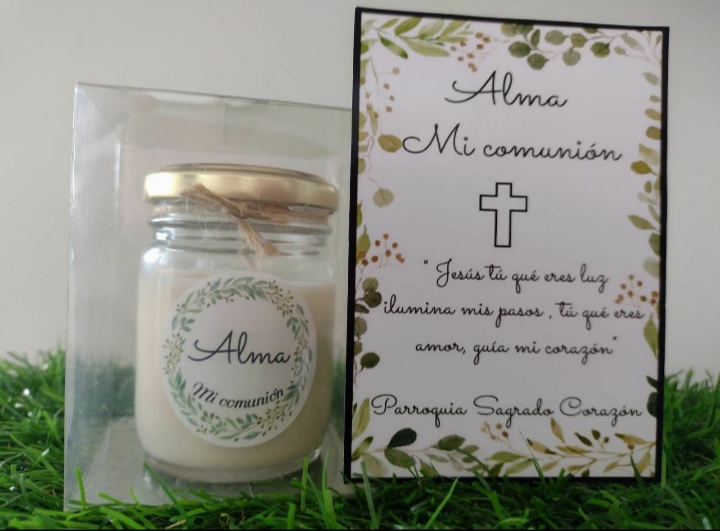 Alma
Mi comunión
Alma
Mi comunión
"Jesús tú qué eres luz
ilumina mis pasos, tú qué eres
amor, guía mi corazón"
Parroquia Sagrado Corazón